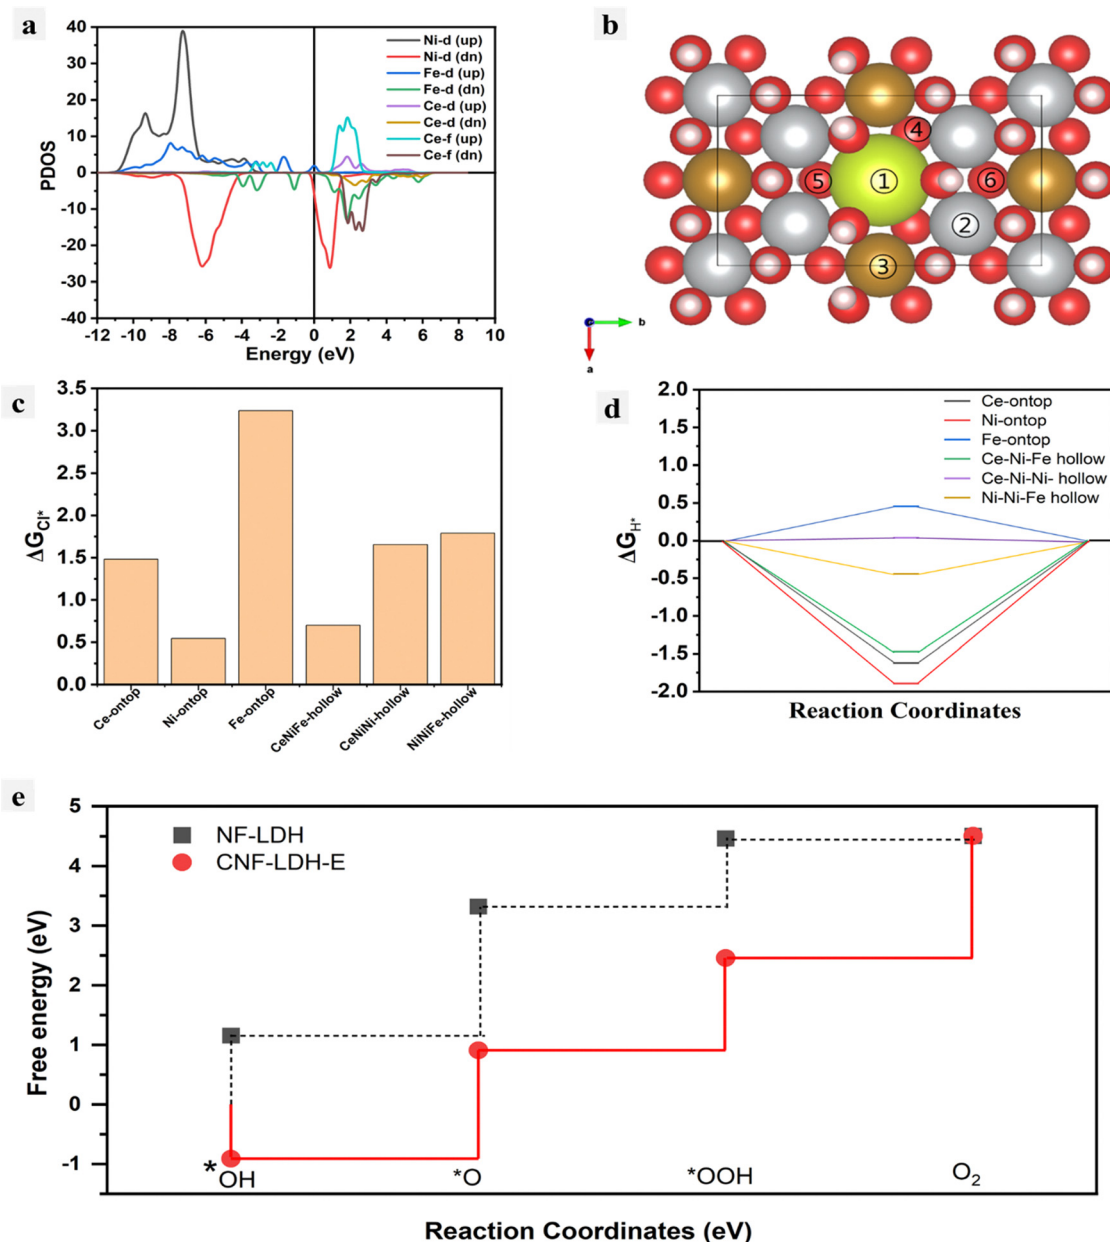 a
40
30
20
10
0
-10
-20
-30
-40
PDOS
Ni-d (up)
Ni-d (dn)
Fe-d (up)
Fe-d (dn)
Ce-d (up)
Ce-d (dn)
Ce-f (up)
Ce-f (dn)
-12 -10 -8 -6 -4 -2 0 2 4 6 8 10
Energy (eV)
b
4
5 1 6
2
3
b
a
c
3.5
3.0
2.5
2.0
1.5
1.0
0.5
0.0
ΔG_Cl*
Ce-ontop
Ni-ontop
Fe-ontop
CeNiFe-hollow
CeNiNi-hollow
NiNiFe-hollow
d
2.0
1.5
1.0
0.5
0.0
-0.5
-1.0
-1.5
-2.0
ΔG_H*
Ce-ontop
Ni-ontop
Fe-ontop
Ce-Ni-Fe hollow
Ce-Ni-Ni- hollow
Ni-Ni-Fe hollow
Reaction Coordinates
e
5
4
3
2
1
0
-1
Free energy (eV)
NF-LDH
CNF-LDH-E
*OH *O *OOH O₂
Reaction Coordinates (eV)